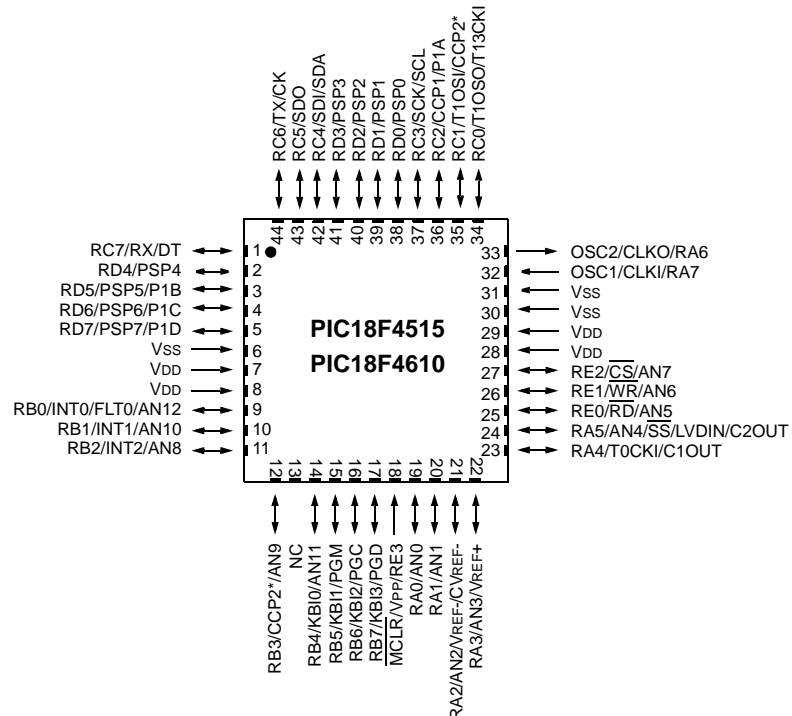 RC6/TX/CK
RC5/SDO
RC4/SDI/SDA
RD3/PSP3
RD2/PSP2
RD1/PSP1
RD0/PSP0
RC3/SCK/SCL
RC2/CCP1/P1A
RC1/T1OSI/CCP2*
RC0/T1OSO/T13CKI
44
43
42
41
40
39
38
37
36
35
34
RC7/RX/DT 1
RD4/PSP4 2
RD5/PSP5/P1B 3
RD6/PSP6/P1C 4
RD7/PSP7/P1D 5
VSS 6
VDD 7
VDD 8
RB0/INT0/FLT0/AN12 9
RB1/INT1/AN10 10
RB2/INT2/AN8 11
PIC18F4515
PIC18F4610
33 OSC2/CLKO/RA6
32 OSC1/CLKI/RA7
31 VSS
30 VSS
29 VDD
28 VDD
27 RE2/CS/AN7
26 RE1/WR/AN6
25 RE0/RD/AN5
24 RA5/AN4/SS/LVDIN/C2OUT
23 RA4/T0CKI/C1OUT
12
13
14
15
16
17
18
19
20
21
22
RB3/CCP2*/AN9
NC
RB4/KBI0/AN11
RB5/KBI1/PGM
RB6/KBI2/PGC
RB7/KBI3/PGD
MCLR/VPP/RE3
RA0/AN0
RA1/AN1
RA2/AN2/VREF-/CVREF-
RA3/AN3/VREF+